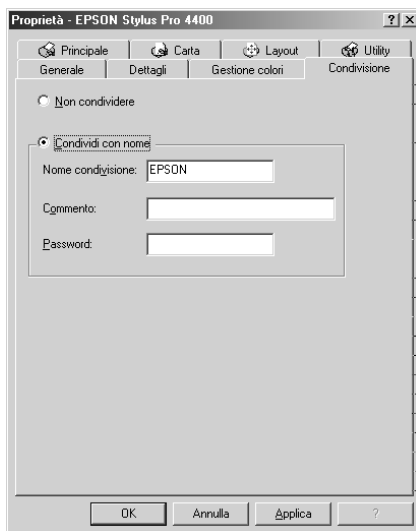 Proprietà - EPSON Stylus Pro 4400 ? ×
Principale Carta Layout Utility
Generale Dettagli Gestione colori Condivisione
Non condividere
Condividi con nome
Nome condivisione: EPSON
Commento:
Password:
OK Annulla Applica ?